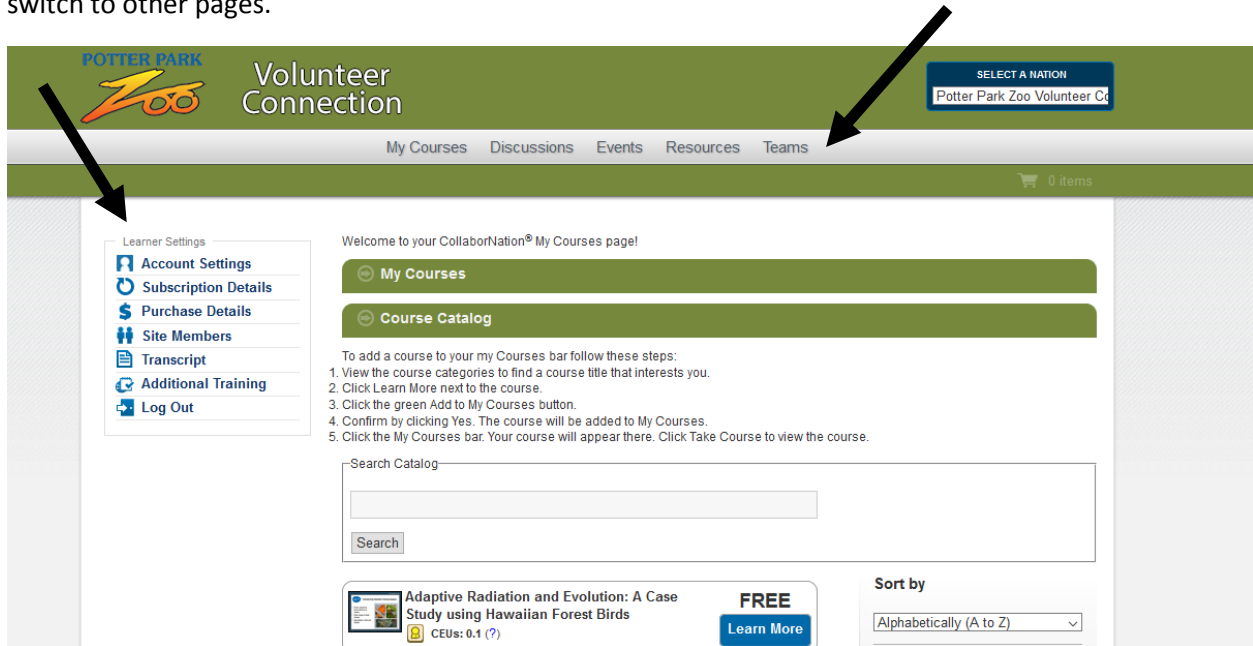 switch to other pages.
POTTER PARK
Zoo
Volunteer
Connection
SELECT A NATION
Potter Park Zoo Volunteer Co
My Courses Discussions Events Resources Teams
0 items
Learner Settings
Account Settings
Subscription Details
Purchase Details
Site Members
Transcript
Additional Training
Log Out
Welcome to your CollaborNation® My Courses page!
My Courses
Course Catalog
To add a course to your my Courses bar follow these steps:
1. View the course categories to find a course title that interests you.
2. Click Learn More next to the course.
3. Click the green Add to My Courses button.
4. Confirm by clicking Yes. The course will be added to My Courses.
5. Click the My Courses bar. Your course will appear there. Click Take Course to view the course.
Search Catalog
Search
Adaptive Radiation and Evolution: A Case
Study using Hawaiian Forest Birds
CEUs: 0.1 (?)
FREE
Learn More
Sort by
Alphabetically (A to Z)